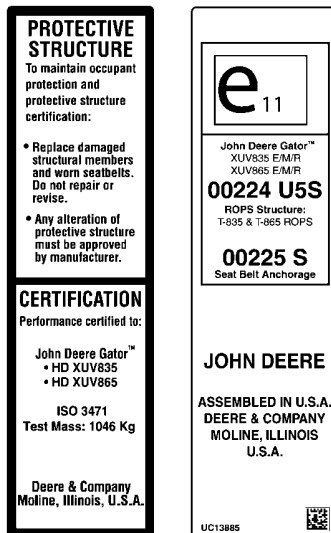 PROTECTIVE
STRUCTURE
To maintain occupant
protection and
protective structure
certification:
• Replace damaged
structural members
and worn seatbelts.
Do not repair or
revise.
• Any alteration of
protective structure
must be approved
by manufacturer.
CERTIFICATION
Performance certified to:
John Deere Gator™
• HD XUV835
• HD XUV865
ISO 3471
Test Mass: 1046 Kg
Deere & Company
Moline, Illinois, U.S.A.
e11
John Deere Gator™
XUV835 E/M/R
XUV865 E/M/R
00224 U5S
ROPS Structure:
T-835 & T-865 ROPS
00225 S
Seat Belt Anchorage
JOHN DEERE
ASSEMBLED IN U.S.A.
DEERE & COMPANY
MOLINE, ILLINOIS
U.S.A.
UC13885